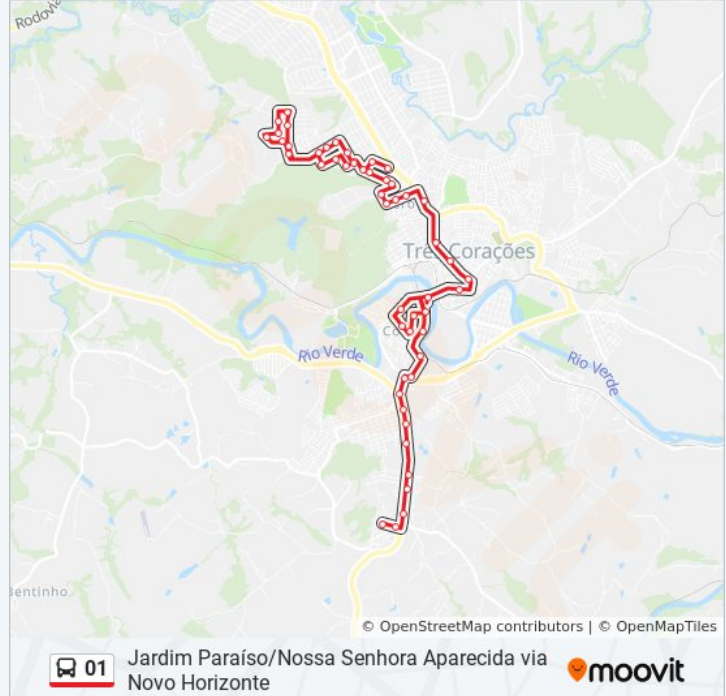 Rodovia
Três Corações
Rio Verde
Rio Verde
Bentinho
© OpenStreetMap contributors | © OpenMapTiles
01
Jardim Paraíso/Nossa Senhora Aparecida via
Novo Horizonte
moovit